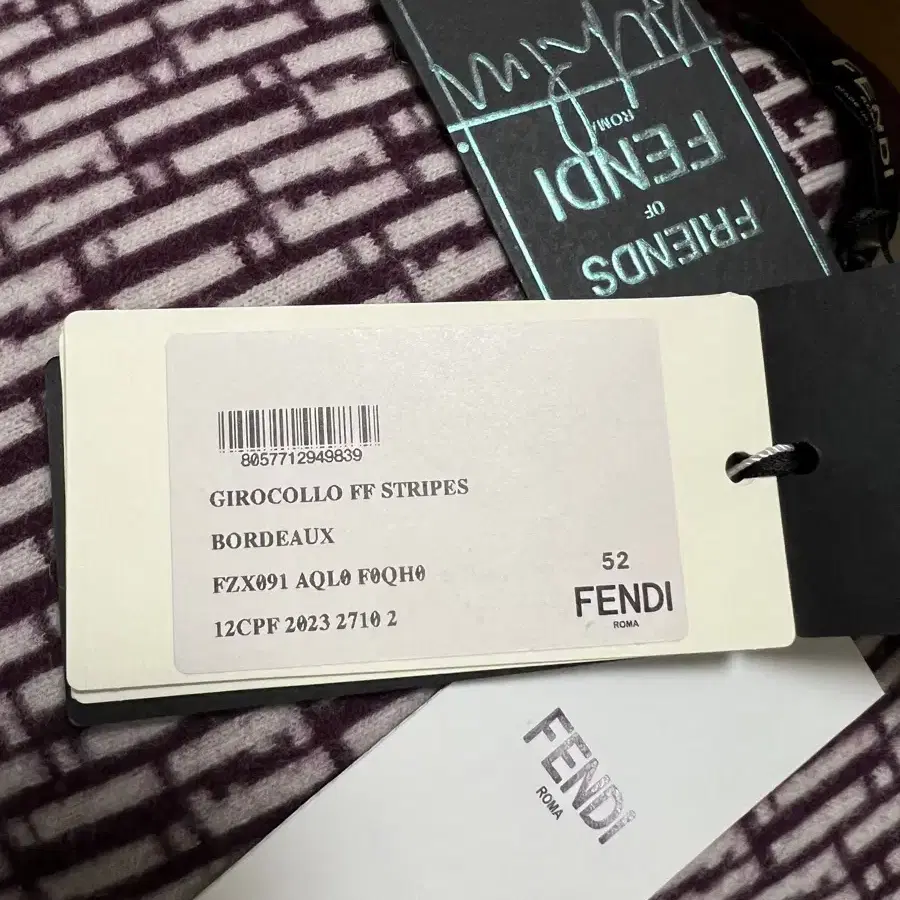 FRIENDS
OF
FENDI
ROMA
FENDI
8057712949839
GIROCOLLO FF STRIPES
BORDEAUX
FZX091 AQL0 F0QH0
12CPF 2023 2710 2
52
FENDI
ROMA
FENDI
ROMA